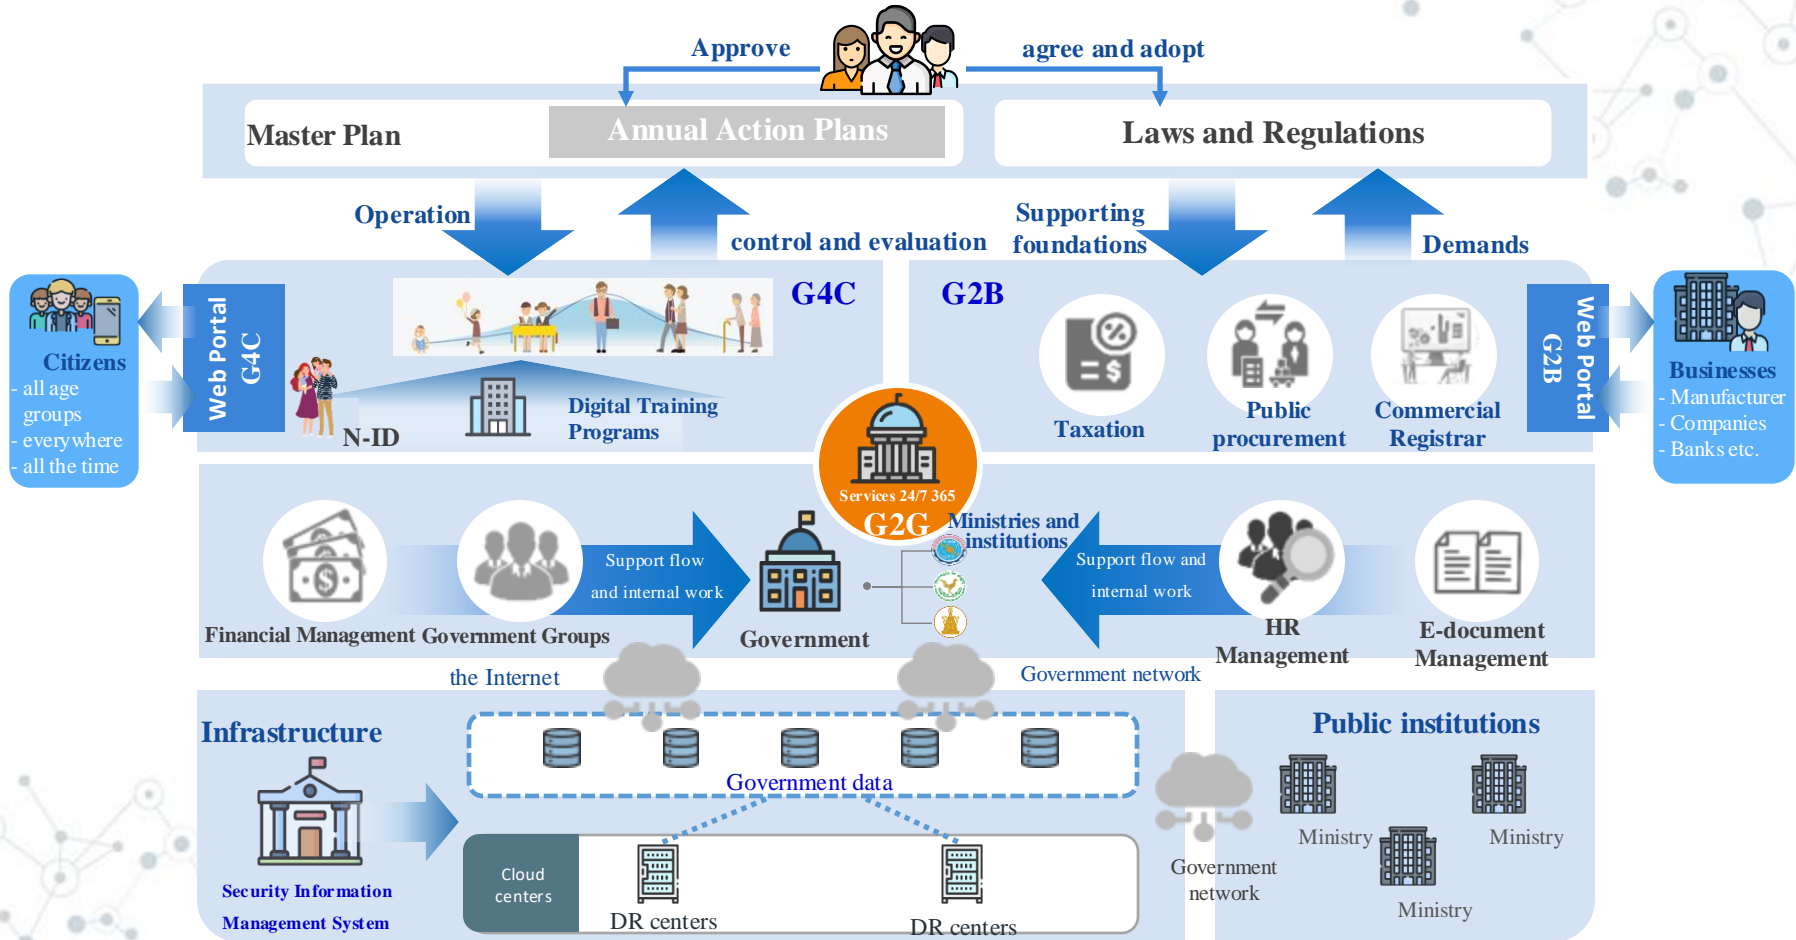 Approve
agree and adopt
Master Plan
Annual Action Plans
Laws and Regulations
Operation
control and evaluation
Supporting
foundations
Demands
G4C
G2B
Citizens
- all age
groups
- everywhere
- all the time
Web Portal
G4C
N-ID
Digital Training
Programs
Taxation
Public
procurement
Commercial
Registrar
Web Portal
G2B
Businesses
- Manufacturer
- Companies
- Banks etc.
Services 24/7 365
G2G
Financial Management
Government Groups
Support flow
and internal work
Government
Ministries and
institutions
Support flow and
internal work
HR
Management
E-document
Management
the Internet
Government network
Infrastructure
Security Information
Management System
Government data
Cloud
centers
DR centers
DR centers
Government
network
Public institutions
Ministry
Ministry
Ministry